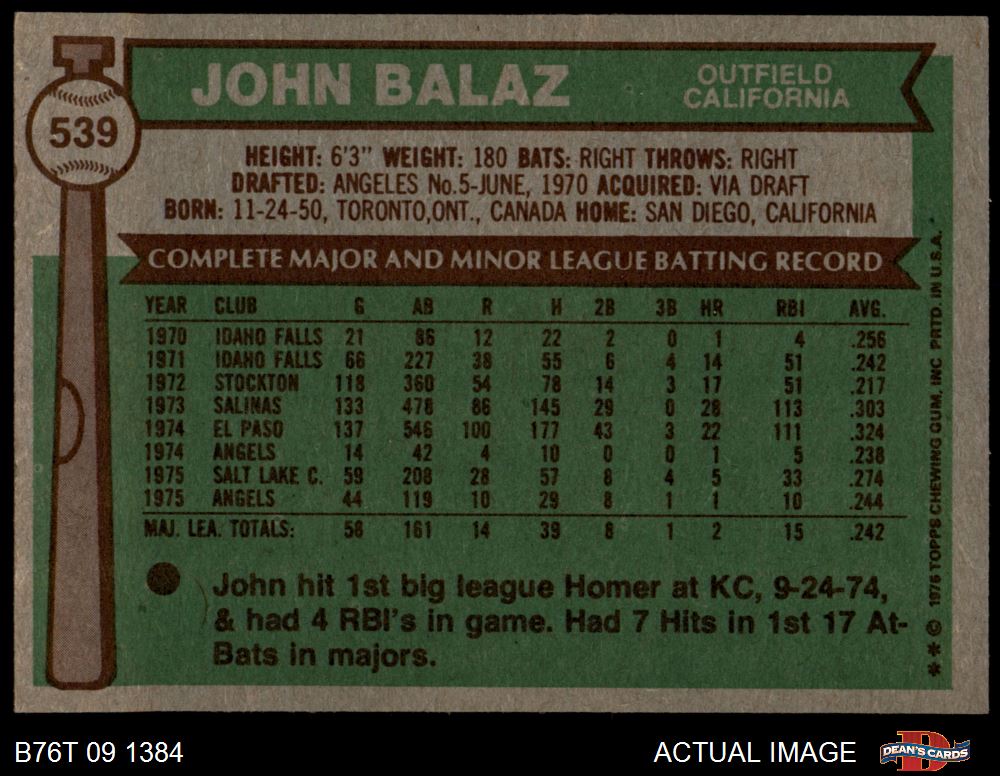 JOHN BALAZ
OUTFIELD
CALIFORNIA
539
HEIGHT: 6'3" WEIGHT: 180 BATS: RIGHT THROWS: RIGHT
DRAFTED: ANGELES No.5-JUNE, 1970 ACQUIRED: VIA DRAFT
BORN: 11-24-50, TORONTO,ONT., CANADA HOME: SAN DIEGO, CALIFORNIA
COMPLETE MAJOR AND MINOR LEAGUE BATTING RECORD
YEAR CLUB G AB R H 2B 3B HR RBI AVG.
1970 IDAHO FALLS 21 86 12 22 2 0 1 4 .256
1971 IDAHO FALLS 66 227 38 55 6 4 14 51 .242
1972 STOCKTON 118 360 54 78 14 3 17 51 .217
1973 SALINAS 133 478 86 145 29 0 28 113 .303
1974 EL PASO 137 546 100 177 43 3 22 111 .324
1974 ANGELS 14 42 4 10 0 0 1 5 .238
1975 SALT LAKE C. 59 208 28 57 8 4 5 33 .274
1975 ANGELS 44 119 10 29 8 1 1 10 .244
MAJ. LEA. TOTALS: 58 161 14 39 8 1 2 15 .242
John hit 1st big league Homer at KC, 9-24-74,
& had 4 RBI's in game. Had 7 Hits in 1st 17 At-
Bats in majors.
** © 1976 TOPPS CHEWING GUM, INC PRTD. IN U.S.A.
B76T 09 1384
ACTUAL IMAGE
DEAN'S CARDS